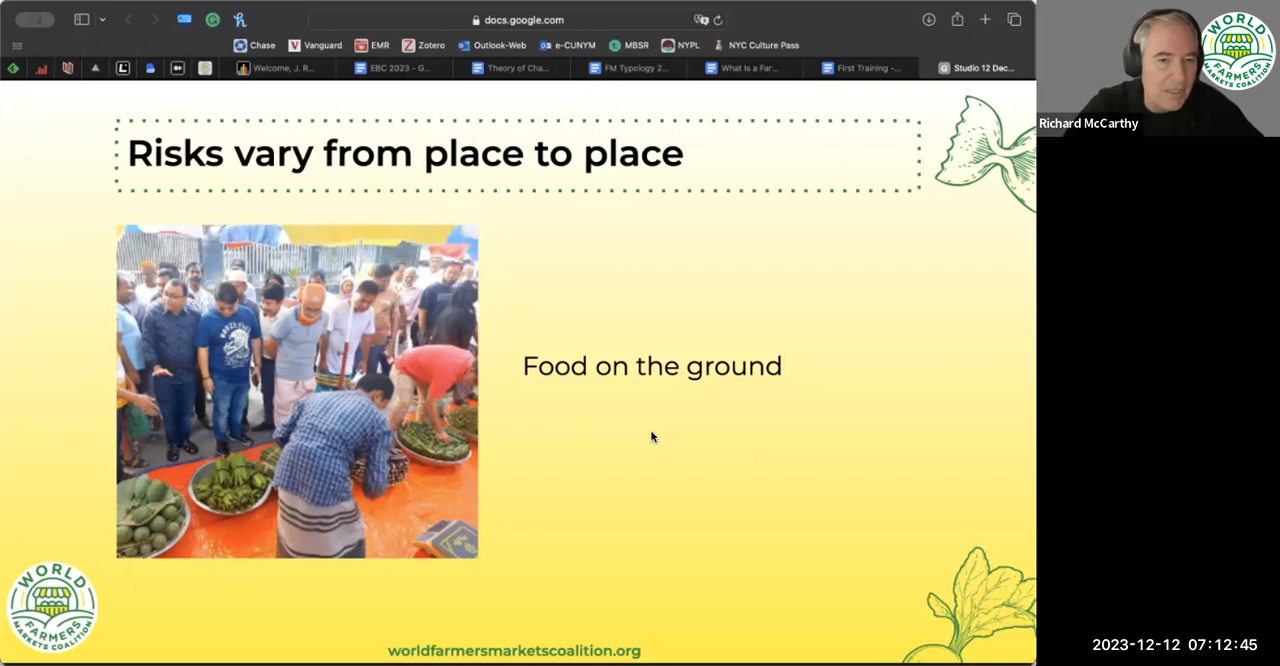 docs.google.com
Chase
Vanguard
EMR
Zotero
Outlook-Web
e-CUNYM
MBSR
NYPL
NYC Culture Pass
Welcome, J. R...
EBC 2023 - G...
Theory of Cha...
FM Typology 2...
What Is a Far...
First Training -...
Studio 12 Dec...
WORLD
FARMERS
MARKETS COALITION
Richard McCarthy
Risks vary from place to place
Food on the ground
WORLD
FARMERS
MARKETS COALITION
worldfarmersmarketscoalition.org
2023-12-12 07:12:45